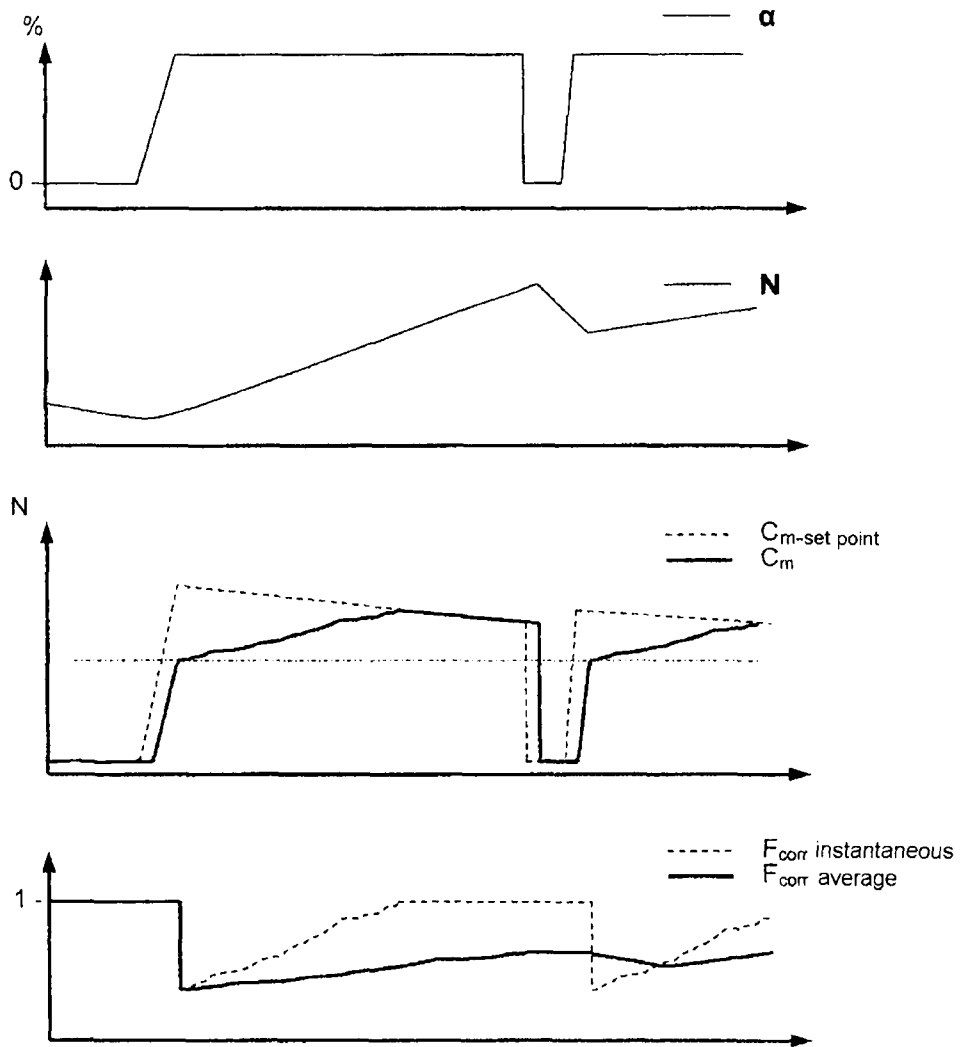 α
%
0
N
N
Cm-set point
Cm
Fcorr instantaneous
Fcorr average
1